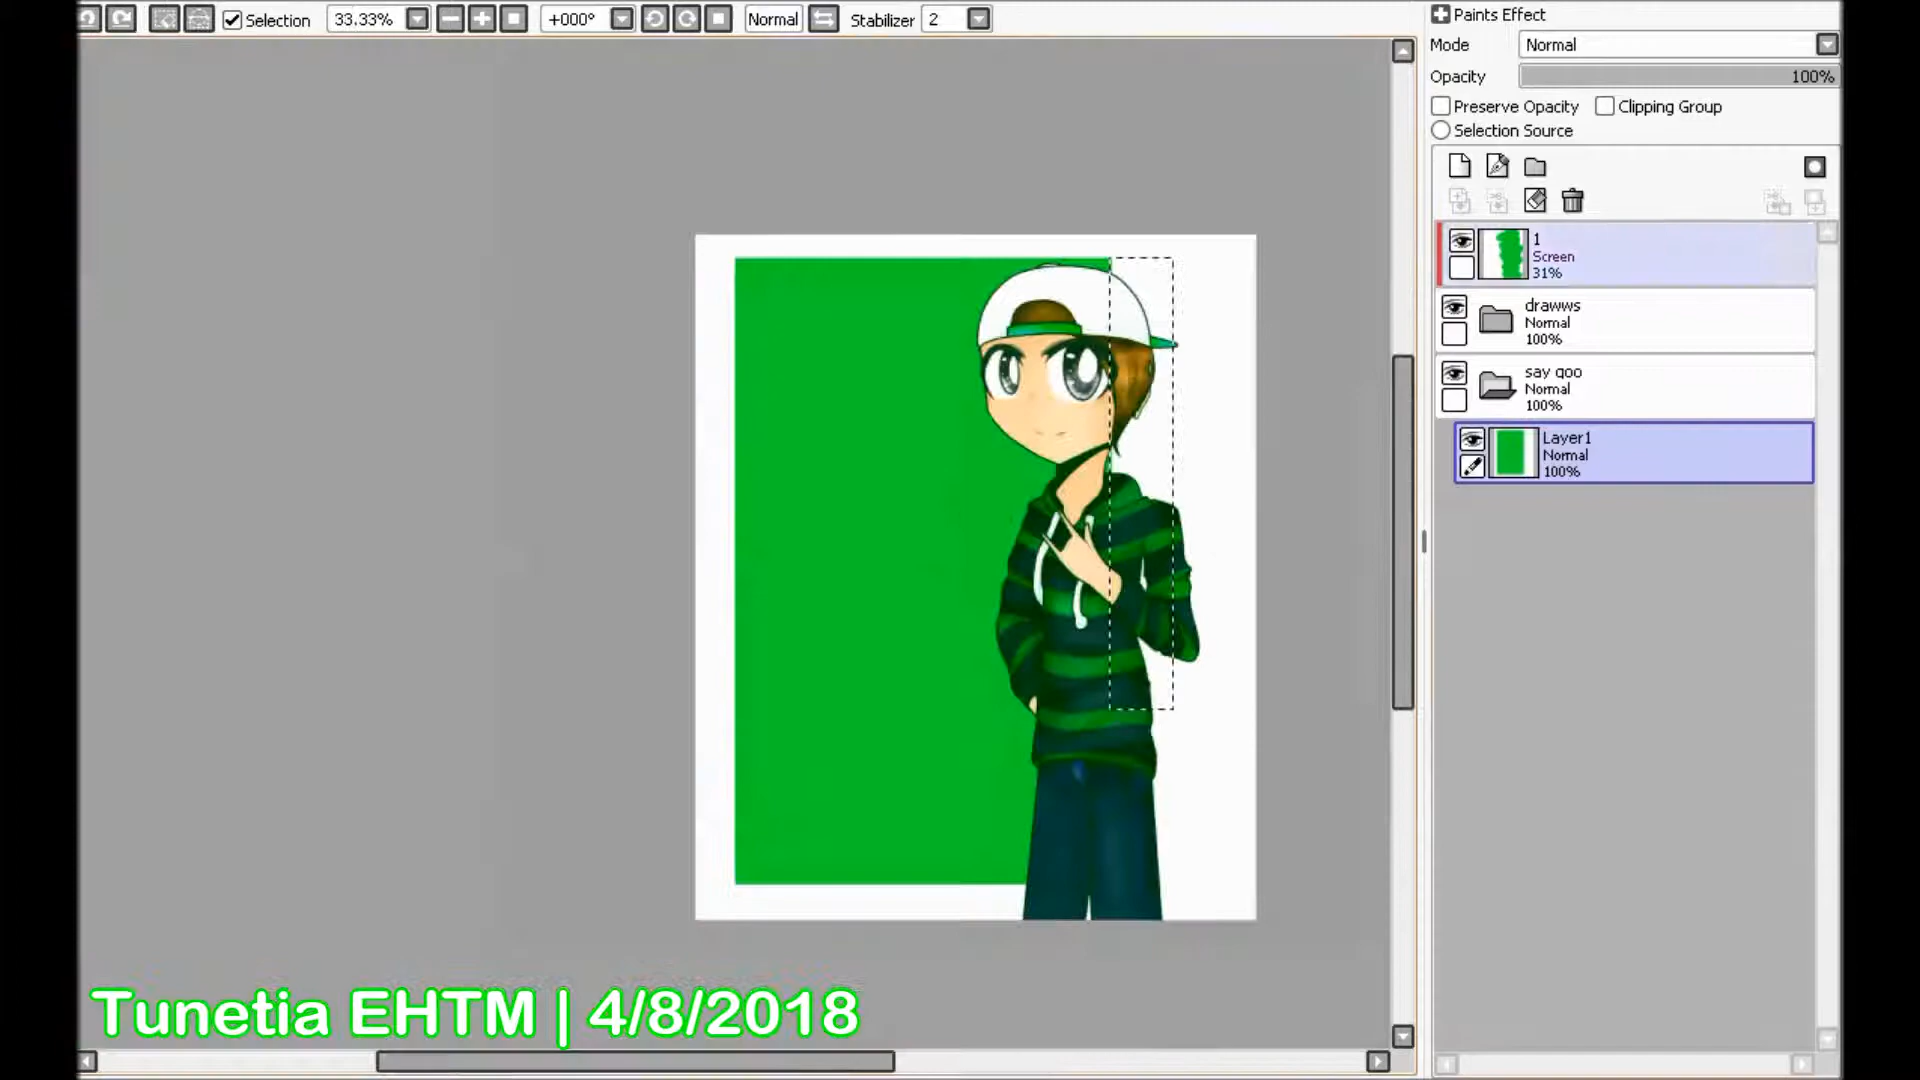 Selection 33.33% +000° Normal Stabilizer 2
Paints Effect
Mode Normal
Opacity 100%
Preserve Opacity Clipping Group
Selection Source
1
Screen
31%
drawws
Normal
100%
say qoo
Normal
100%
Layer1
Normal
100%
Tunetia EHTM | 4/8/2018